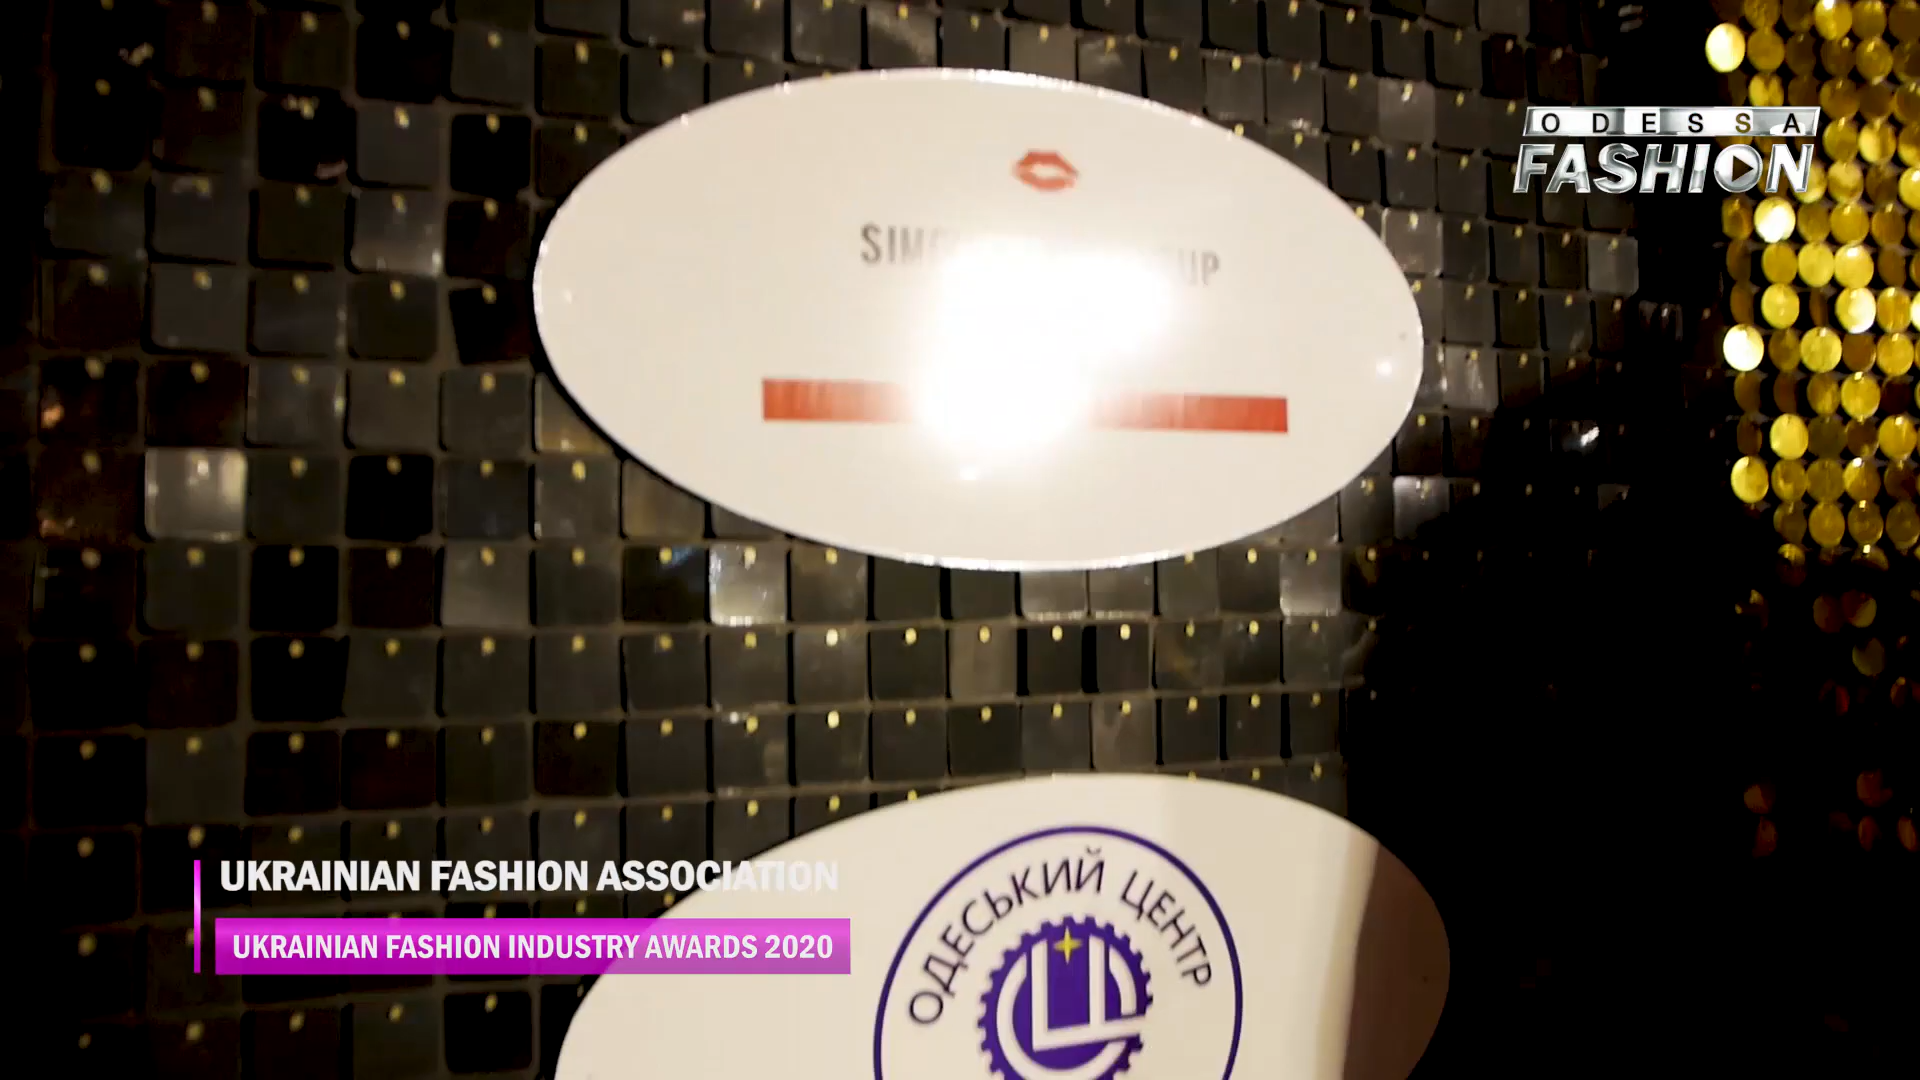 ODESSA
FASHION
UKRAINIAN FASHION ASSOCIATION
UKRAINIAN FASHION INDUSTRY AWARDS 2020
ОДЕСЬКИЙ ЦЕНТР